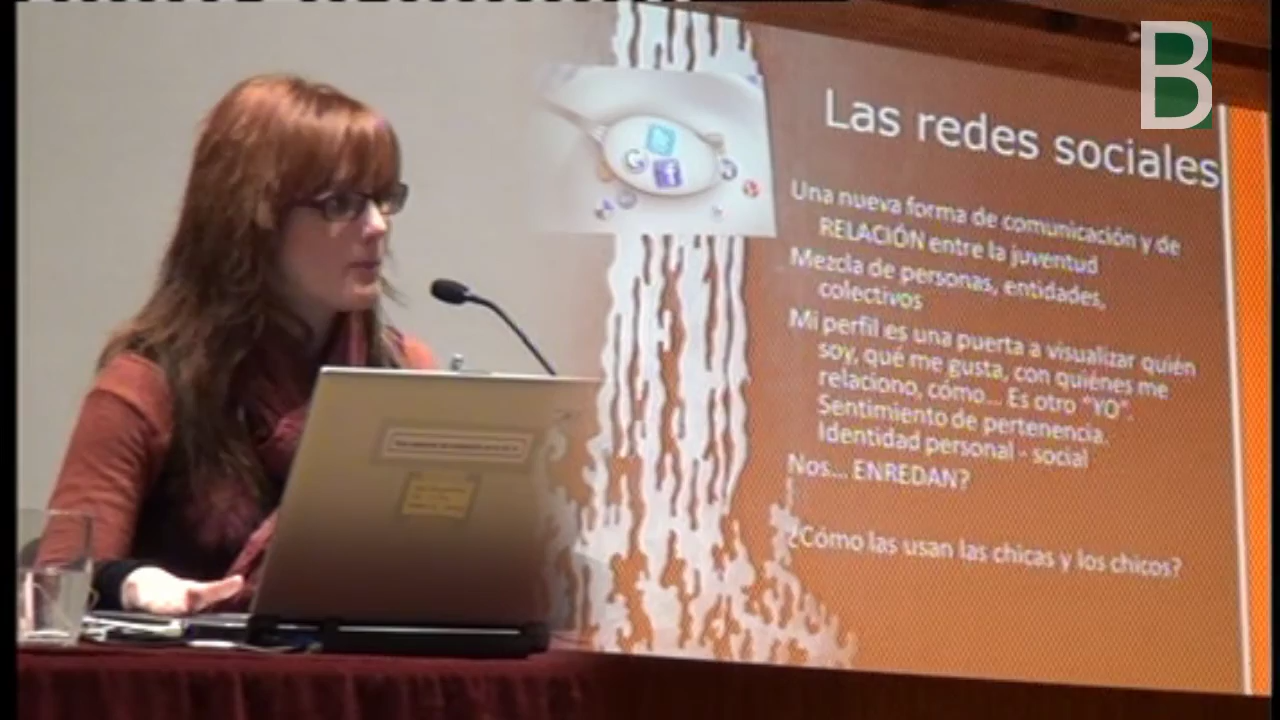 B
Las redes sociales
Una nueva forma de comunicación y de
RELACIÓN entre la juventud
Mezcla de personas, entidades,
colectivos
Mi perfil es una puerta a visualizar quién
soy, qué me gusta, con quiénes me
relaciono, cómo... Es otro "YO".
Sentimiento de pertenencia.
Identidad personal - social
Nos... ENREDAN?
¿Cómo las usan las chicas y los chicos?